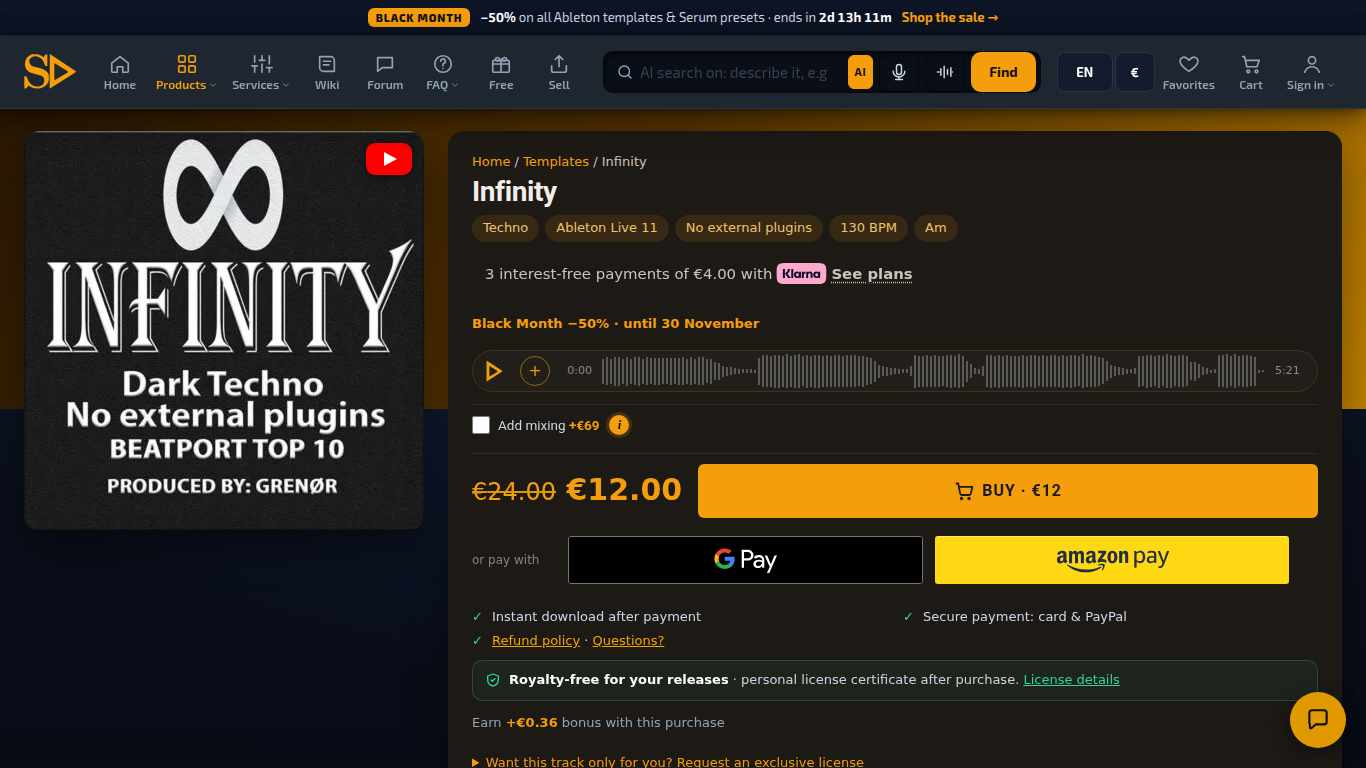 BLACK MONTH −50% on all Ableton templates & Serum presets · ends in 2d 13h 11m Shop the sale →
SD
Home
Products
Services
Wiki
Forum
FAQ
Free
Sell
AI search on: describe it, e.g
AI
Find
EN
€
Favorites
Cart
Sign in
INFINITY
Dark Techno
No external plugins
BEATPORT TOP 10
PRODUCED BY: GRENØR
Home / Templates / Infinity
Infinity
Techno
Ableton Live 11
No external plugins
130 BPM
Am
3 interest-free payments of €4.00 with Klarna See plans
Black Month −50% · until 30 November
0:00
5:21
Add mixing +€69 i
€24.00 €12.00
BUY · €12
or pay with
G Pay
amazon pay
✓ Instant download after payment
✓ Secure payment: card & PayPal
✓ Refund policy · Questions?
Royalty-free for your releases · personal license certificate after purchase. License details
Earn +€0.36 bonus with this purchase
Want this track only for you? Request an exclusive license